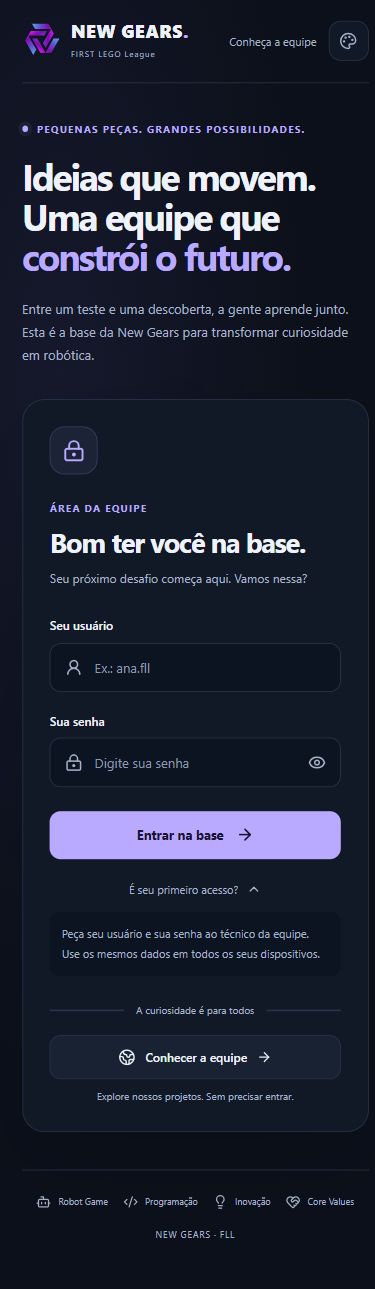 NEW GEARS.
FIRST LEGO League
Conheça a equipe
PEQUENAS PEÇAS. GRANDES POSSIBILIDADES.
Ideias que movem.
Uma equipe que
constrói o futuro.
Entre um teste e uma descoberta, a gente aprende junto.
Esta é a base da New Gears para transformar curiosidade
em robótica.
ÁREA DA EQUIPE
Bom ter você na base.
Seu próximo desafio começa aqui. Vamos nessa?
Seu usuário
Ex.: ana.fll
Sua senha
Digite sua senha
Entrar na base
É seu primeiro acesso?
Peça seu usuário e sua senha ao técnico da equipe.
Use os mesmos dados em todos os seus dispositivos.
A curiosidade é para todos
Conhecer a equipe
Explore nossos projetos. Sem precisar entrar.
Robot Game
Programação
Inovação
Core Values
NEW GEARS · FLL